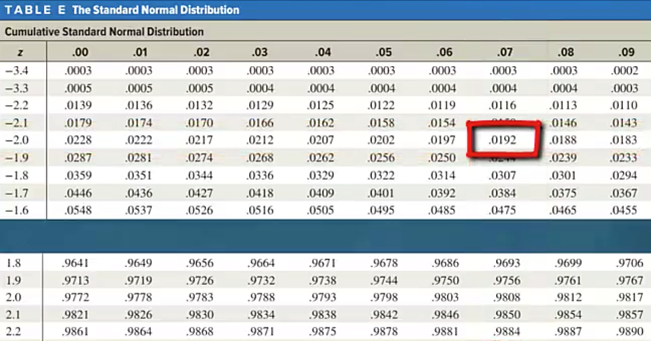 TABLE E The Standard Normal Distribution
Cumulative Standard Normal Distribution
z .00 .01 .02 .03 .04 .05 .06 .07 .08 .09
−3.4 .0003 .0003 .0003 .0003 .0003 .0003 .0003 .0003 .0003 .0002
−3.3 .0005 .0005 .0005 .0004 .0004 .0004 .0004 .0004 .0004 .0003
−2.2 .0139 .0136 .0132 .0129 .0125 .0122 .0119 .0116 .0113 .0110
−2.1 .0179 .0174 .0170 .0166 .0162 .0158 .0154 .0146 .0143
−2.0 .0228 .0222 .0217 .0212 .0207 .0202 .0197 .0192 .0188 .0183
−1.9 .0287 .0281 .0274 .0268 .0262 .0256 .0250 .0239 .0233
−1.8 .0359 .0351 .0344 .0336 .0329 .0322 .0314 .0307 .0301 .0294
−1.7 .0446 .0436 .0427 .0418 .0409 .0401 .0392 .0384 .0375 .0367
−1.6 .0548 .0537 .0526 .0516 .0505 .0495 .0485 .0475 .0465 .0455
1.8 .9641 .9649 .9656 .9664 .9671 .9678 .9686 .9693 .9699 .9706
1.9 .9713 .9719 .9726 .9732 .9738 .9744 .9750 .9756 .9761 .9767
2.0 .9772 .9778 .9783 .9788 .9793 .9798 .9803 .9808 .9812 .9817
2.1 .9821 .9826 .9830 .9834 .9838 .9842 .9846 .9850 .9854 .9857
2.2 .9861 .9864 .9868 .9871 .9875 .9878 .9881 .9884 .9887 .9890